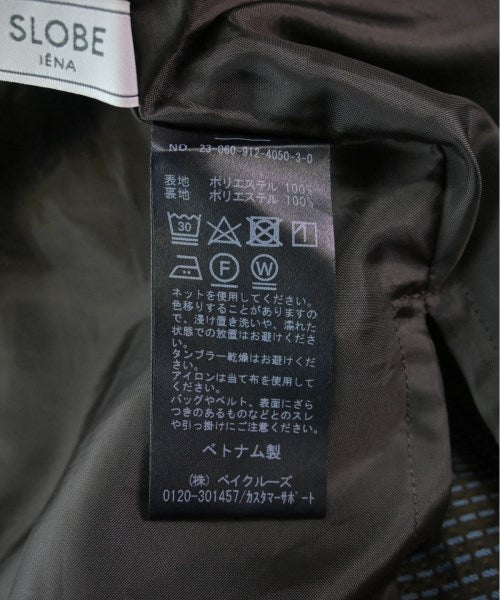 SLOBE
IÉNA
NO. 23-060-912-4050-3-0
表地 ポリエステル 100%
裏地 ポリエステル 100%
30
F W
ネットを使用してください。
色移りすることがありますの
で、浸け置き洗いや、濡れた
状態での放置はお避けくださ
い。
タンブラー乾燥はお避けくだ
さい。
アイロンは当て布を使用して
ください。
バッグやベルト、表面にざら
つきのあるものなどとのスレ
や引っ掛けにご注意ください。
ベトナム製
(株) ベイクルーズ
0120-301457/カスタマーサポート